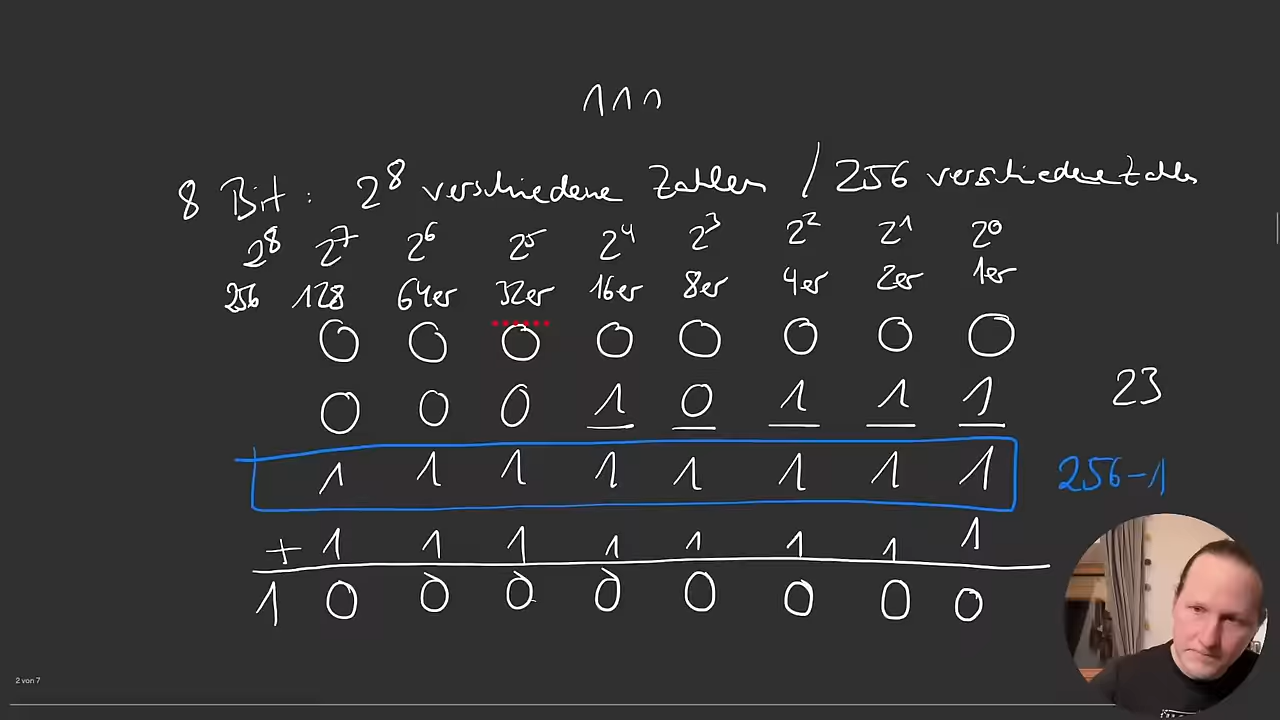 111
8 Bit: 2⁸ verschiedene Zahlen / 256 verschiedene Zahlen
2⁸ 2⁷ 2⁶ 2⁵ 2⁴ 2³ 2² 2¹ 2⁰
256 128 64er 32er 16er 8er 4er 2er 1er
0 0 0 0 0 0 0 0
0 0 0 1 0 1 1 1 23
1 1 1 1 1 1 1 1 256-1
+ 1 1 1 1 1 1 1 1
1 0 0 0 0 0 0 0 0
2 von 7